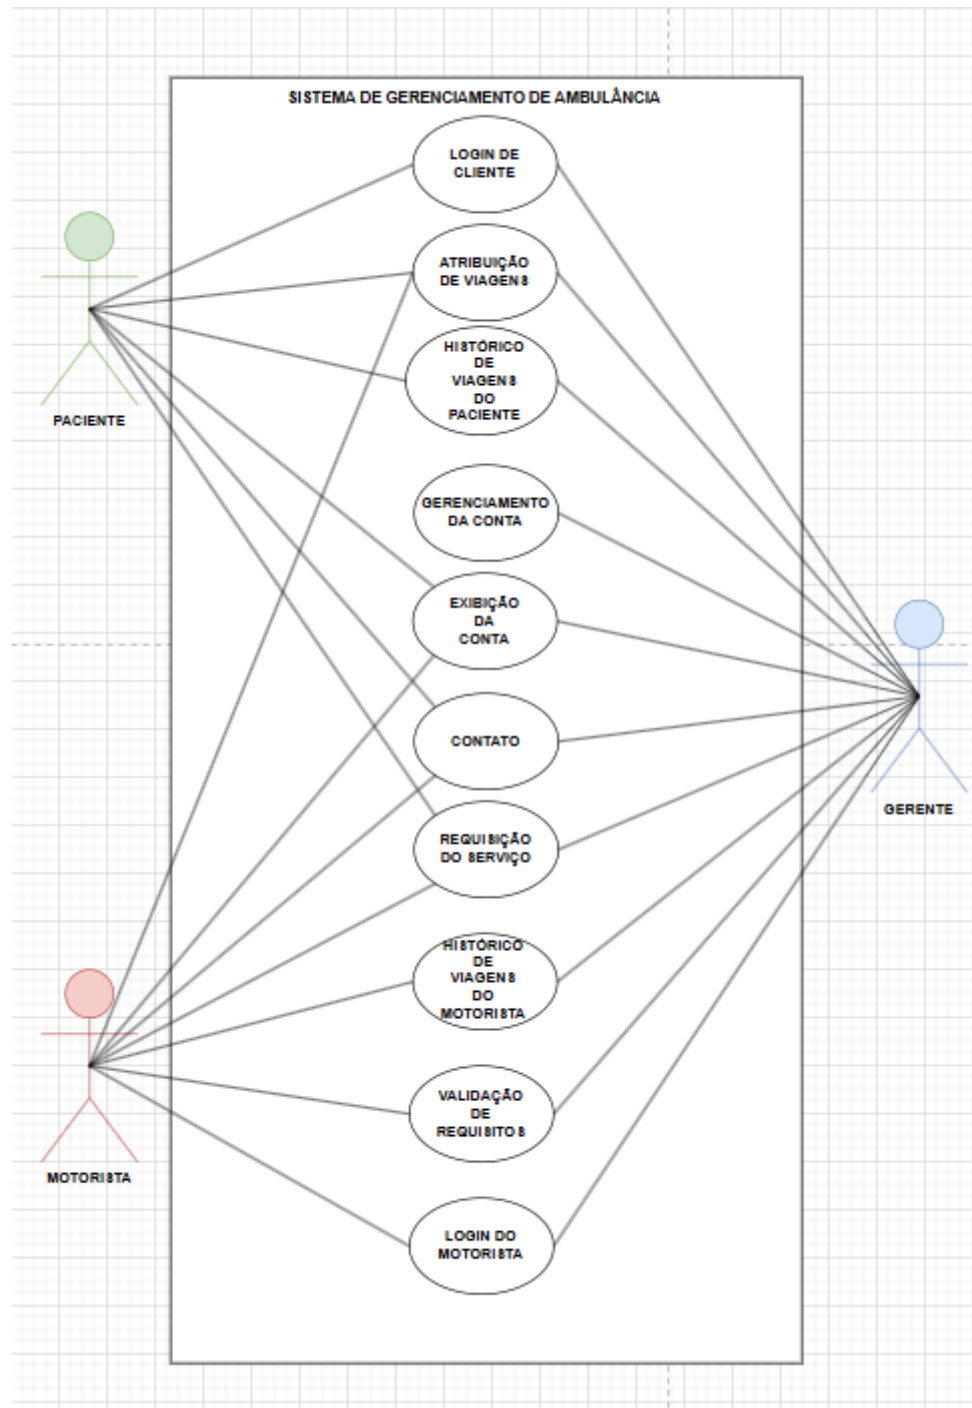 SISTEMA DE GERENCIAMENTO DE AMBULÂNCIA
LOGIN DE
CLIENTE
ATRIBUIÇÃO
DE VIAGENS
HISTÓRICO
DE
VIAGENS
DO
PACIENTE
PACIENTE
GERENCIAMENTO
DA CONTA
EXIBIÇÃO
DA
CONTA
CONTATO
GERENTE
REQUISIÇÃO
DO SERVIÇO
HISTÓRICO
DE
VIAGENS
DO
MOTORISTA
VALIDAÇÃO
DE
REQUISITOS
MOTORISTA
LOGIN DO
MOTORISTA